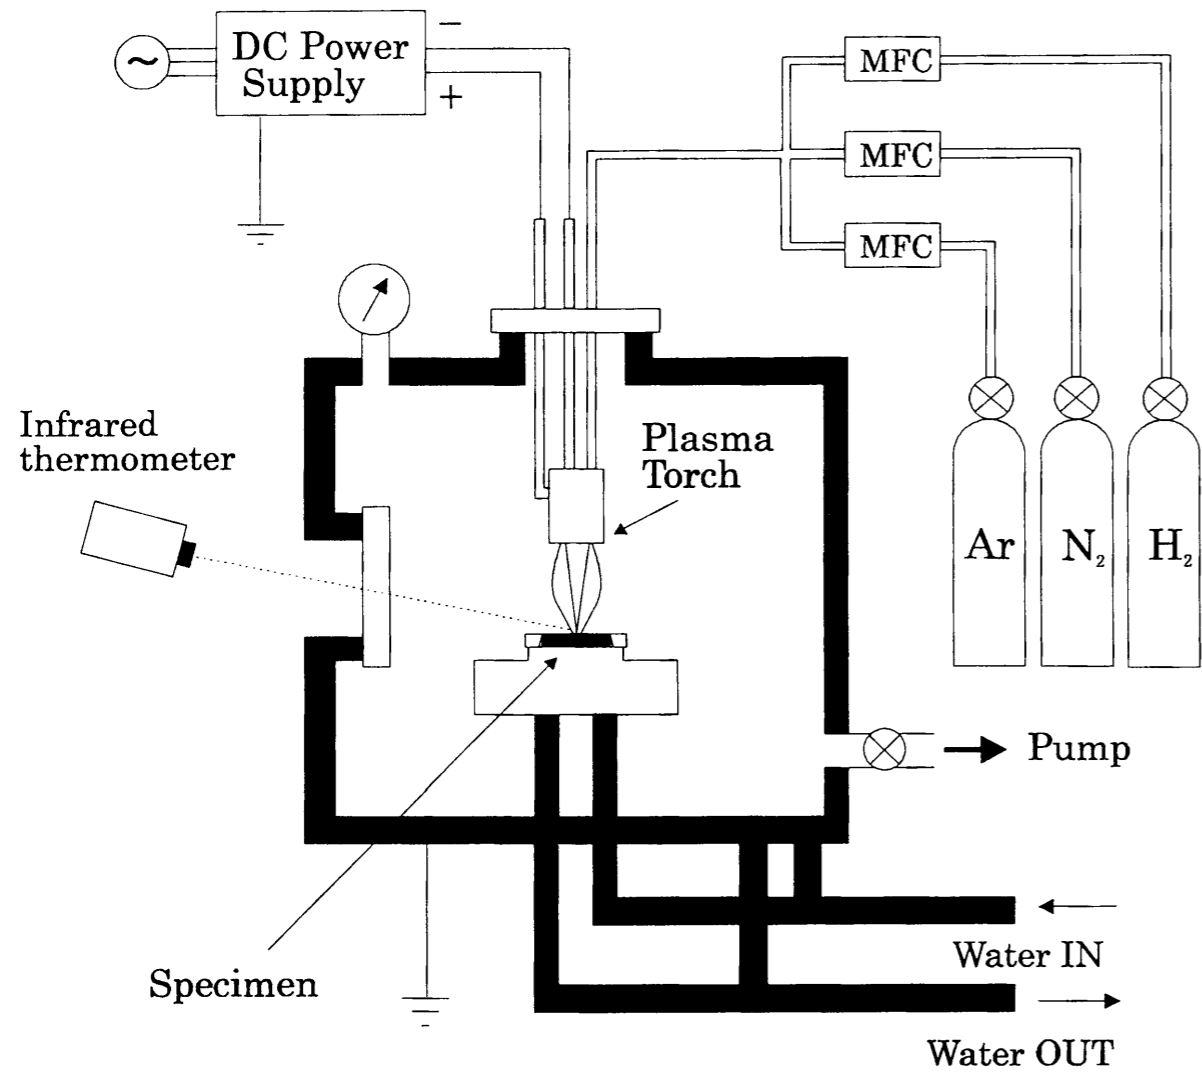 DC Power
Supply
−
+
~
MFC
MFC
MFC
Infrared
thermometer
Plasma
Torch
Ar
N₂
H₂
Pump
Specimen
Water IN
Water OUT